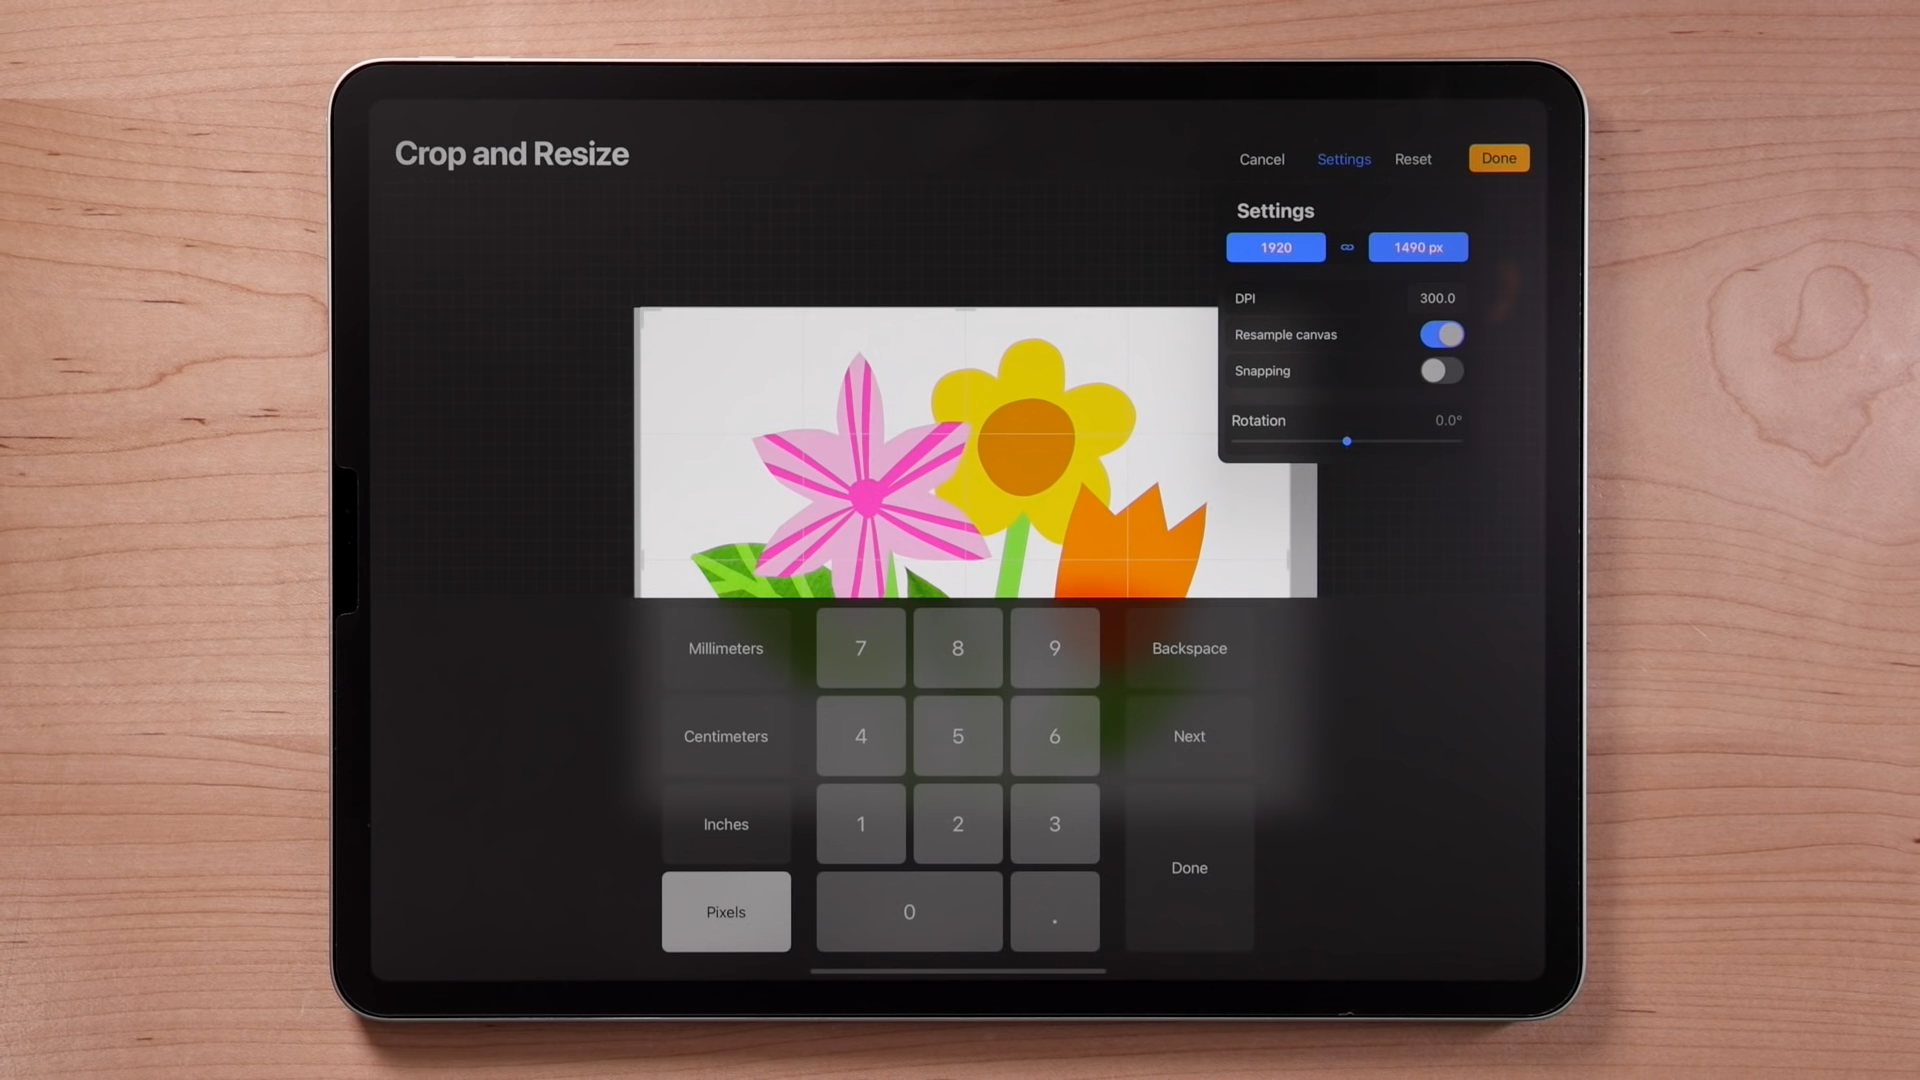 Crop and Resize
Cancel Settings Reset Done
Settings
1920 1490 px
DPI 300.0
Resample canvas
Snapping
Rotation 0.0°
Millimeters 7 8 9 Backspace
Centimeters 4 5 6 Next
Inches 1 2 3
Done
Pixels 0 .